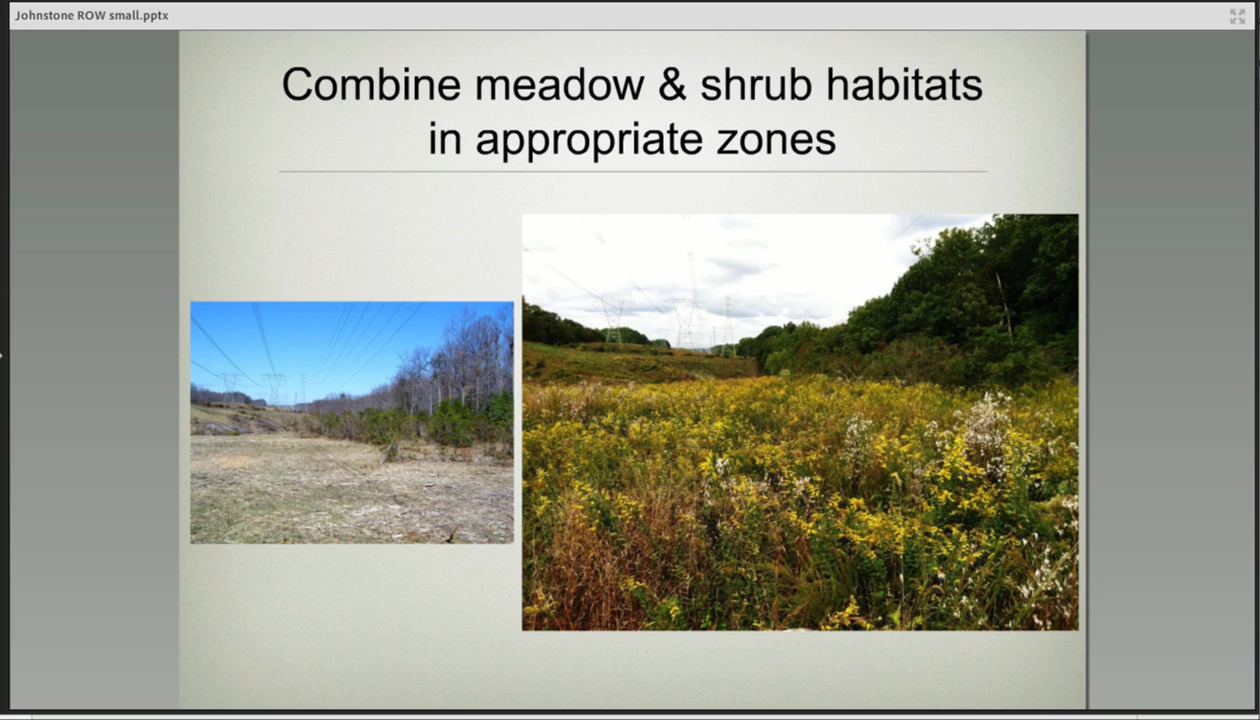 Johnstone ROW small.pptx
Combine meadow & shrub habitats
in appropriate zones